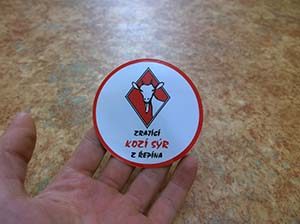 ZRAJÍCÍ
KOZÍ SÝR
Z ŘEPÍNA